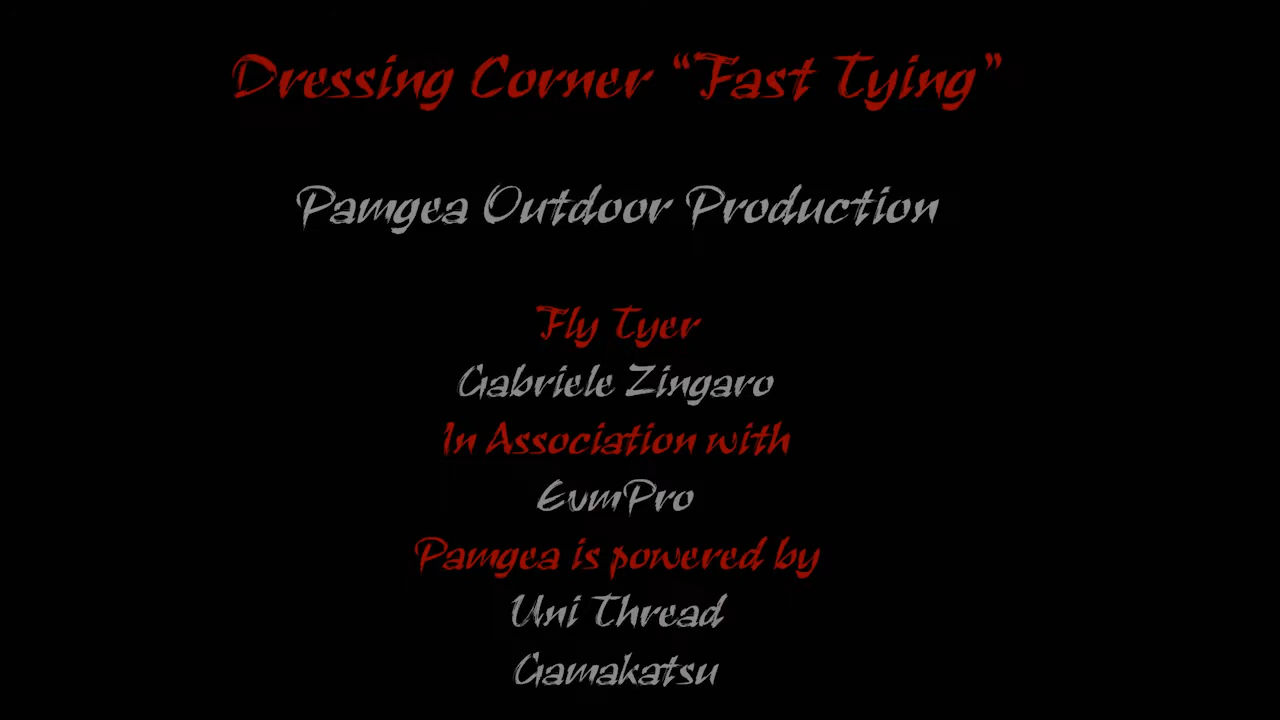 Dressing Corner “Fast Tying”
Pamgea Outdoor Production
Fly Tyer
Gabriele Zingaro
In Association with
EvmPro
Pamgea is powered by
Uni Thread
Gamakatsu